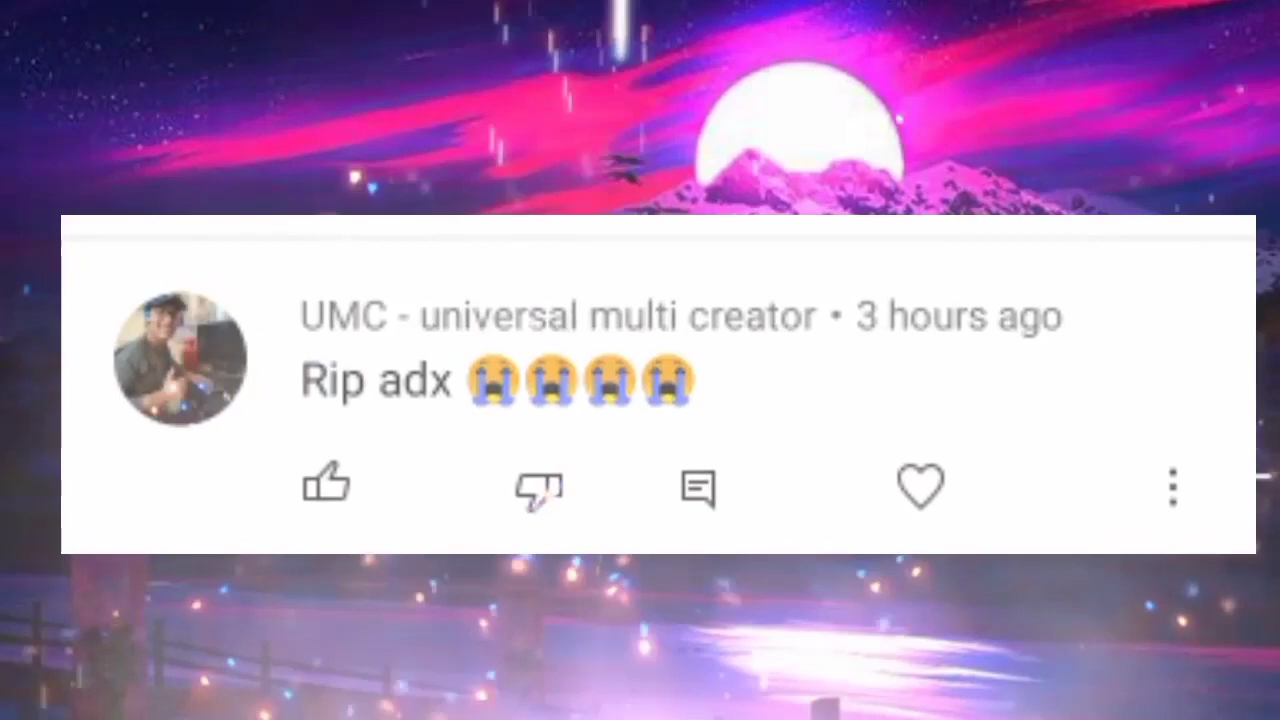 UMC - universal multi creator • 3 hours ago
Rip adx 😭😭😭😭